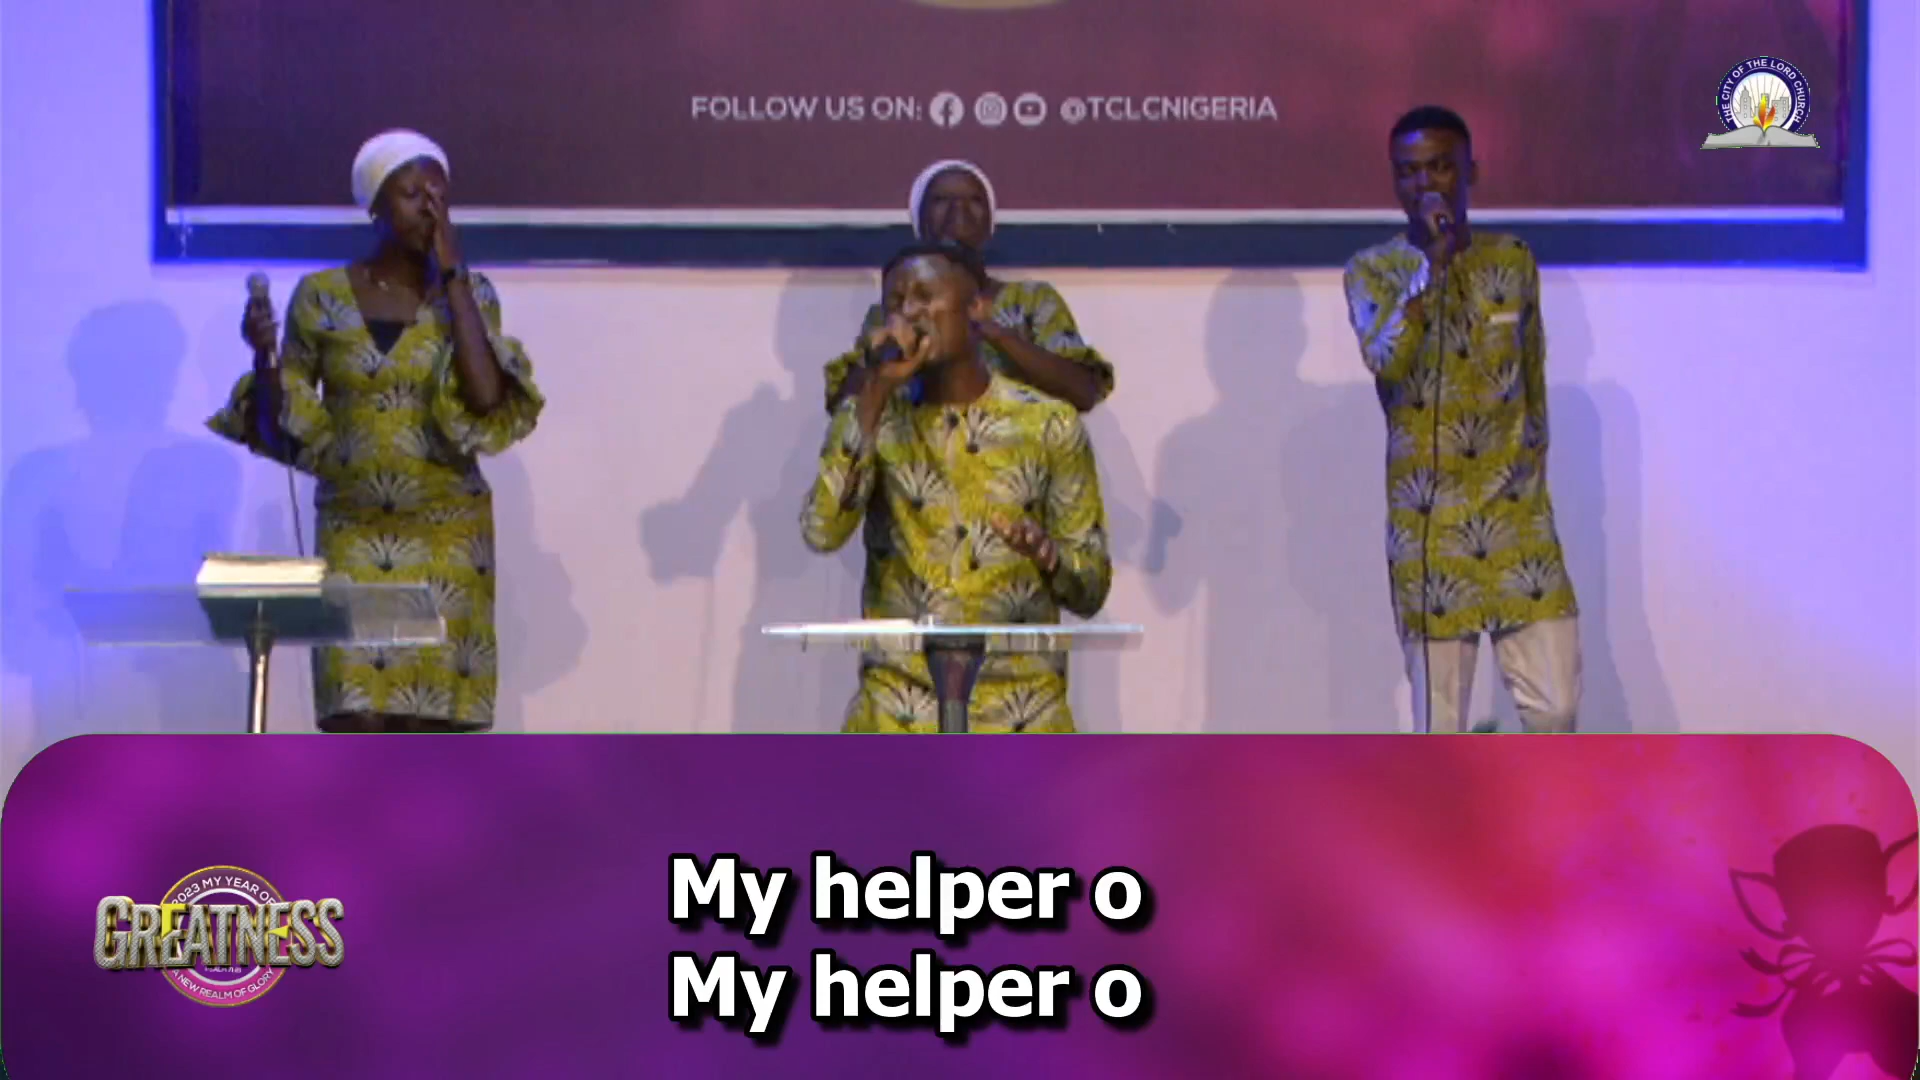 FOLLOW US ON: @TCLCNIGERIA
THE CITY OF THE LORD CHURCH
2023 MY YEAR OF
GREATNESS
A NEW REALM OF GLORY
My helper o
My helper o